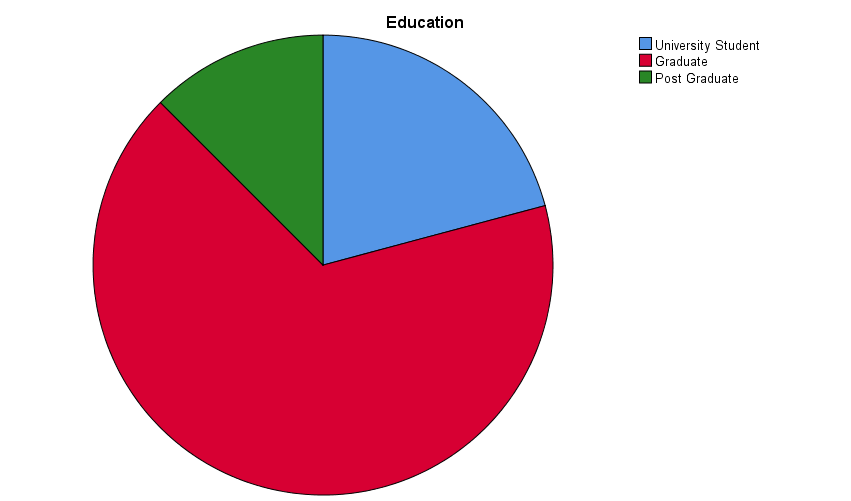 Education
University Student
Graduate
Post Graduate